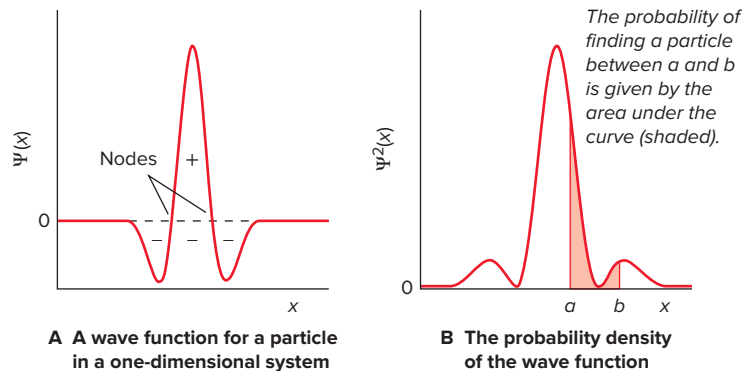 Ψ(x)
Nodes
+
0
– – –
x
A A wave function for a particle
in a one-dimensional system
The probability of
finding a particle
between a and b
is given by the
area under the
curve (shaded).
Ψ²(x)
0
a b x
B The probability density
of the wave function